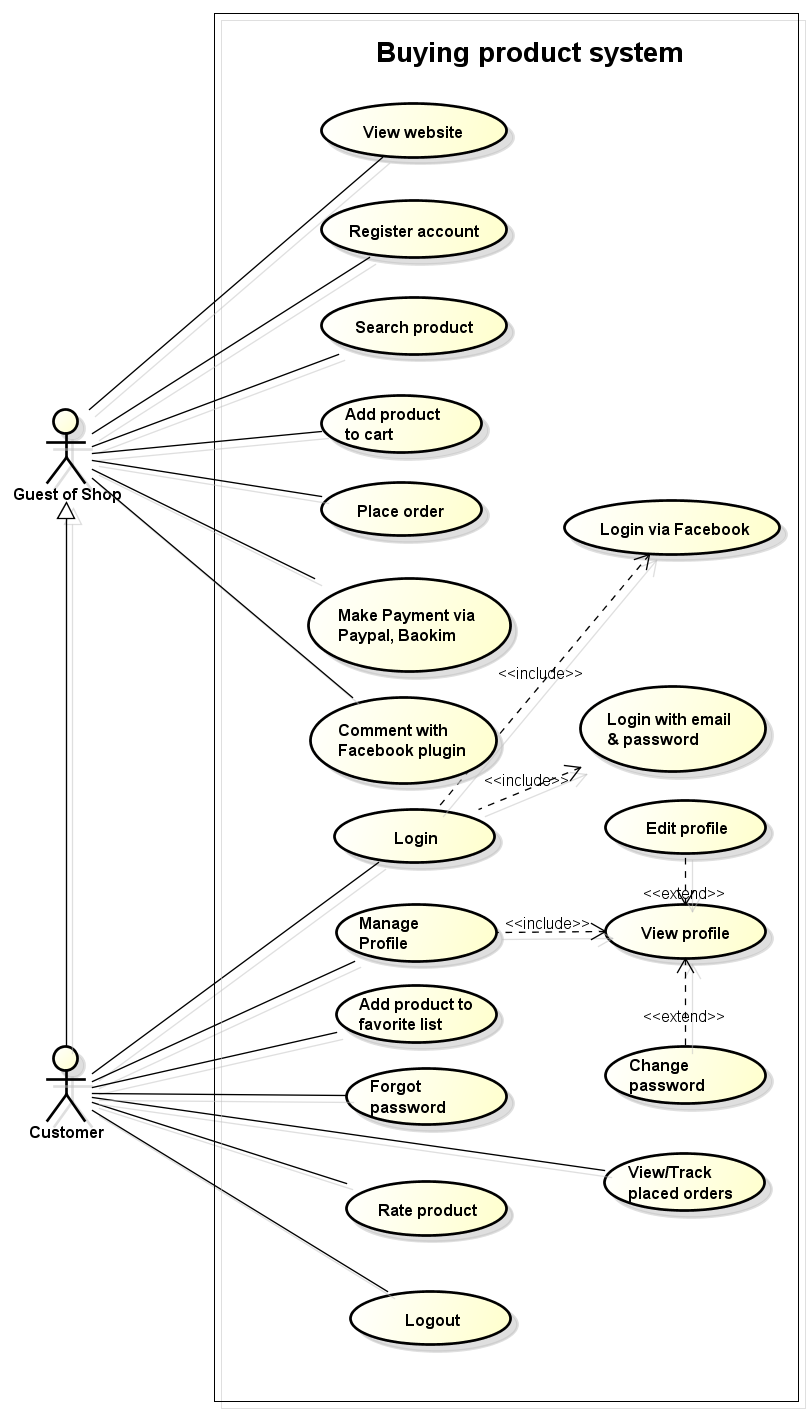 Buying product system
View website
Register account
Search product
Add product
to cart
Guest of Shop
Place order
Login via Facebook
Make Payment via
Paypal, Baokim
<<include>>
Login with email
& password
Comment with
Facebook plugin
<<include>>
Login
Edit profile
<<extend>>
Manage
Profile
<<include>>
View profile
Add product to
favorite list
<<extend>>
Change
password
Forgot
password
Customer
View/Track
placed orders
Rate product
Logout